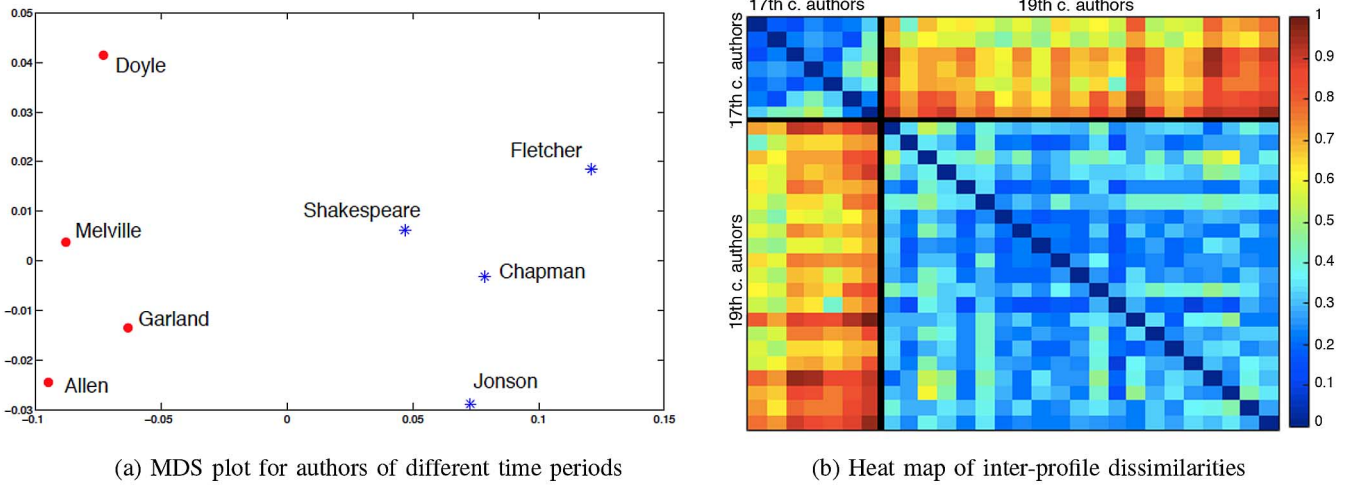 0.05
0.04
0.03
0.02
0.01
0
−0.01
−0.02
−0.03
−0.1
−0.05
0
0.05
0.1
0.15
Doyle
Fletcher
Shakespeare
Melville
Chapman
Garland
Allen
Jonson
(a) MDS plot for authors of different time periods
17th c. authors
19th c. authors
17th c. authors
19th c. authors
1
0.9
0.8
0.7
0.6
0.5
0.4
0.3
0.2
0.1
0
(b) Heat map of inter-profile dissimilarities